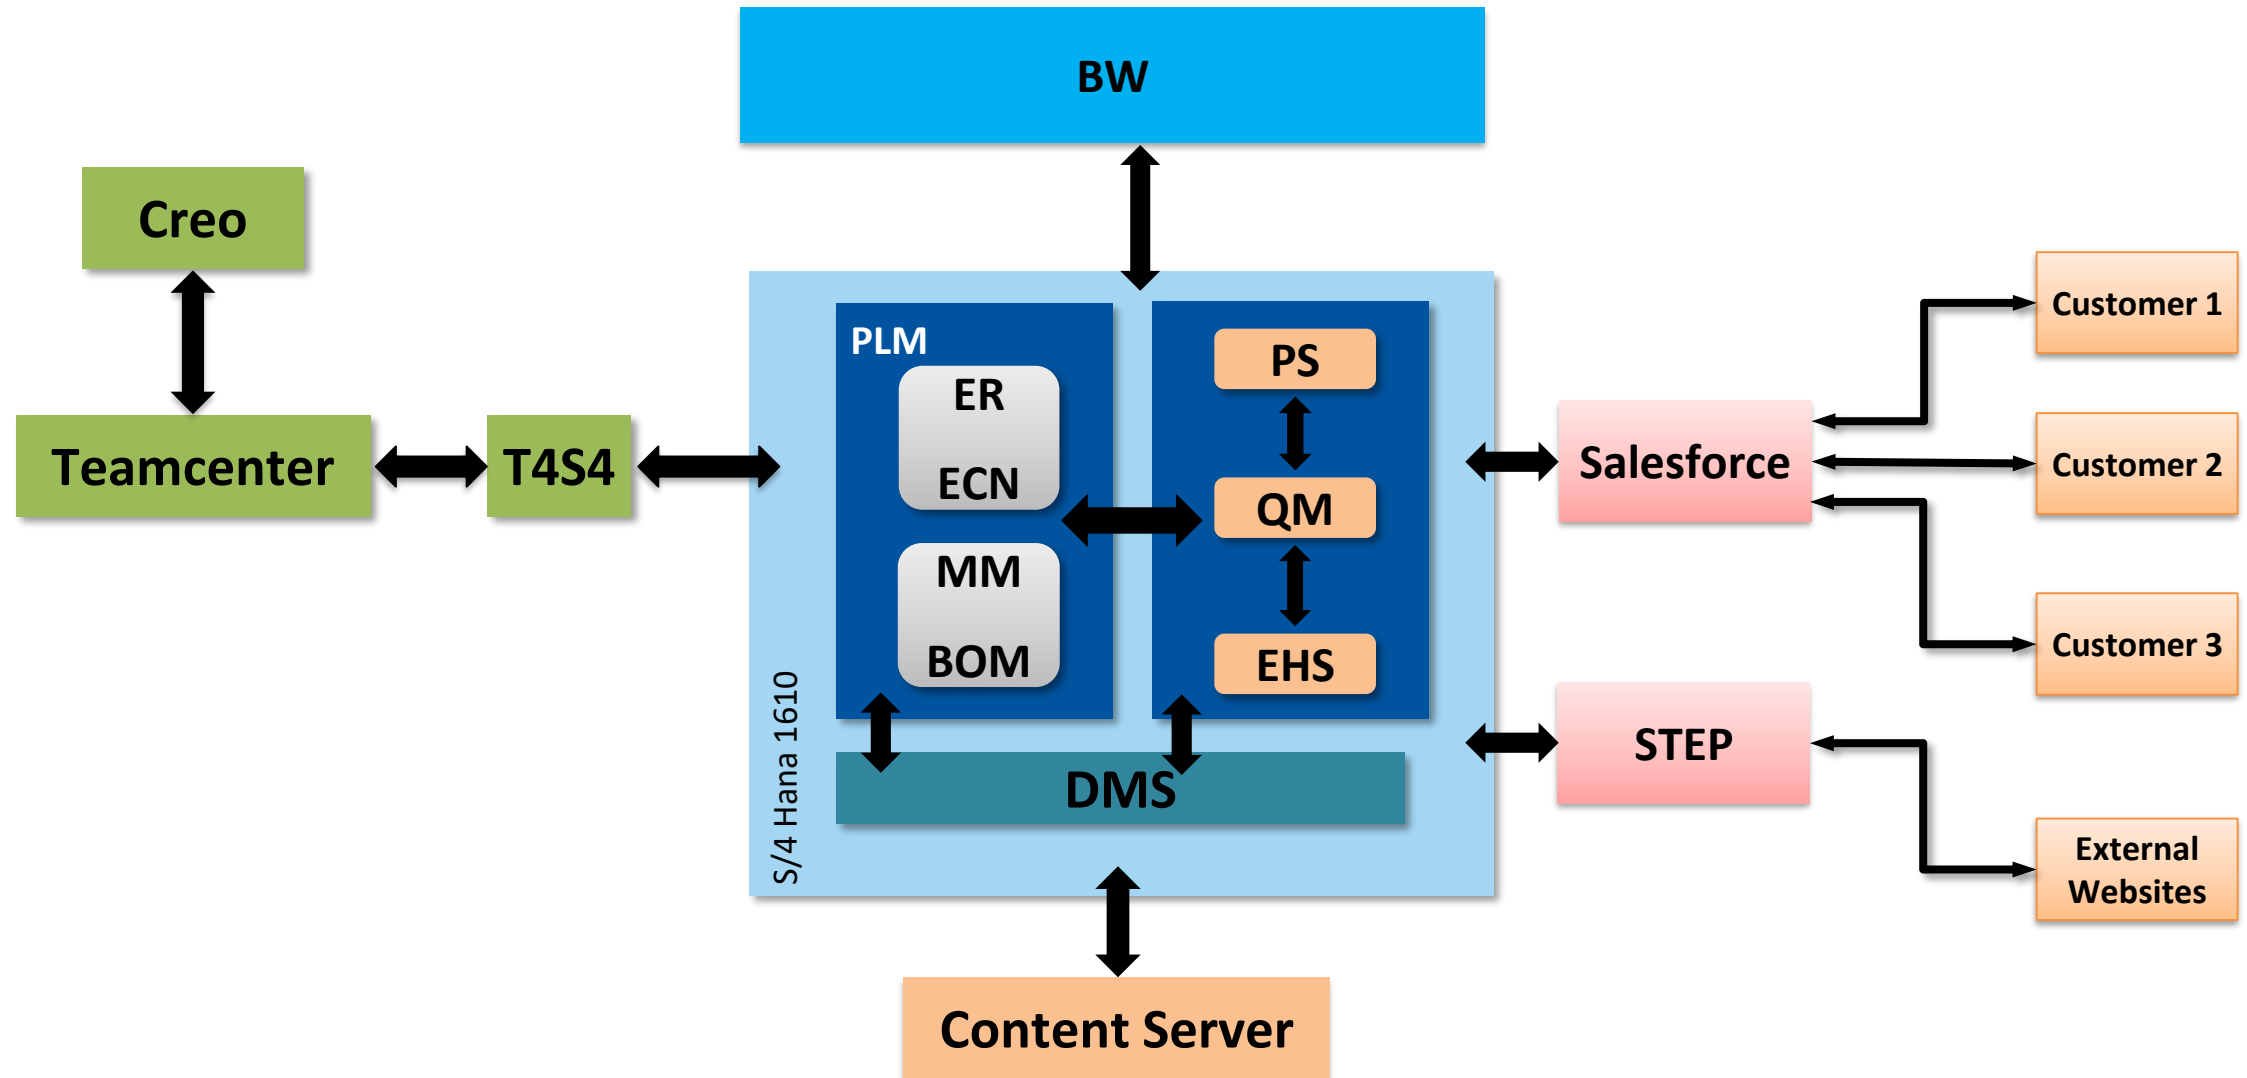 BW
Creo
Teamcenter
T4S4
PLM
ER
ECN
MM
BOM
PS
QM
EHS
DMS
S/4 Hana 1610
Content Server
Salesforce
STEP
Customer 1
Customer 2
Customer 3
External
Websites